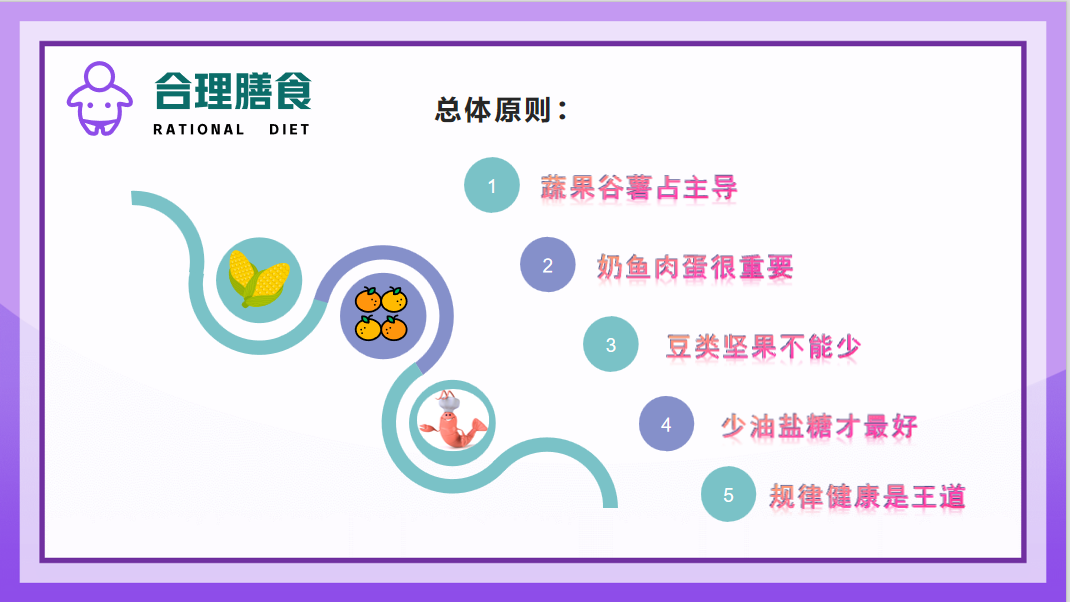 合理膳食
RATIONAL DIET
总体原则：
1 蔬果谷薯占主导
2 奶鱼肉蛋很重要
3 豆类坚果不能少
4 少油盐糖才最好
5 规律健康是王道